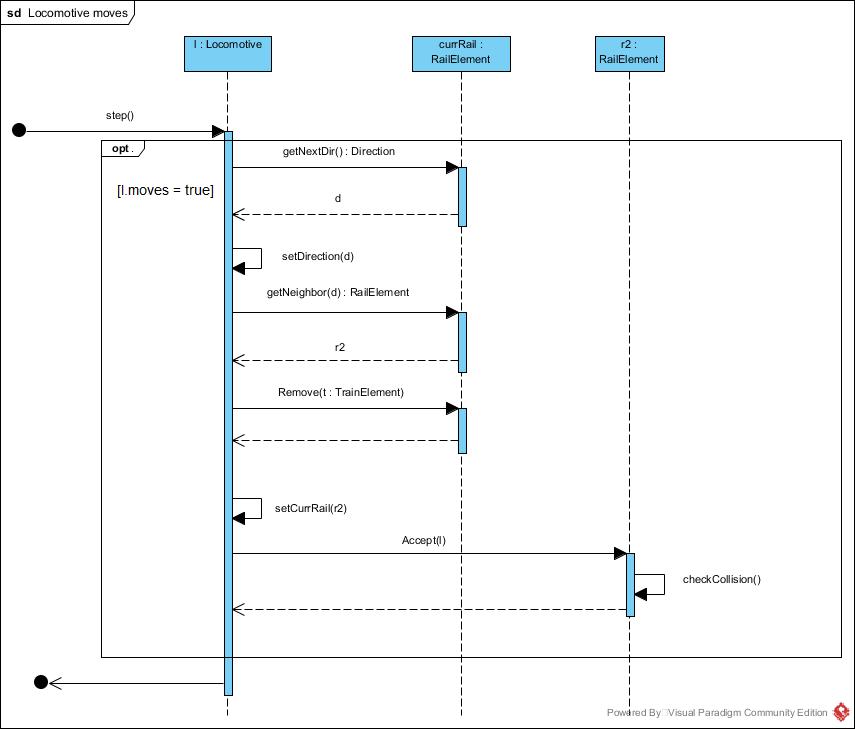 sd Locomotive moves
l : Locomotive
currRail :
RailElement
r2 :
RailElement
step()
opt .
getNextDir() : Direction
[l.moves = true]
d
setDirection(d)
getNeighbor(d) : RailElement
r2
Remove(t : TrainElement)
setCurrRail(r2)
Accept(l)
checkCollision()
Powered By Visual Paradigm Community Edition